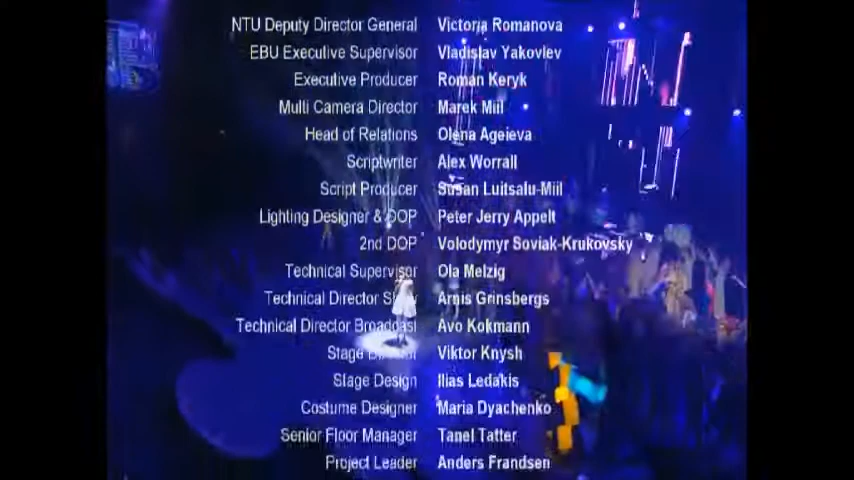 NTU Deputy Director General Victoria Romanova
EBU Executive Supervisor Vladislav Yakovlev
Executive Producer Roman Keryk
Multi Camera Director Marek Miil
Head of Relations Olena Ageieva
Scriptwriter Alex Worrall
Script Producer Susan Luitsalu-Miil
Lighting Designer & DOP Peter Jerry Appelt
2nd DOP Volodymyr Soviak-Krukovsky
Technical Supervisor Ola Melzig
Technical Director Show Arnis Grinsbergs
Technical Director Broadcast Avo Kokmann
Stage Viktor Knysh
Stage Design Ilias Ledakis
Costume Designer Maria Dyachenko
Senior Floor Manager Tanel Tatter
Project Leader Anders Frandsen